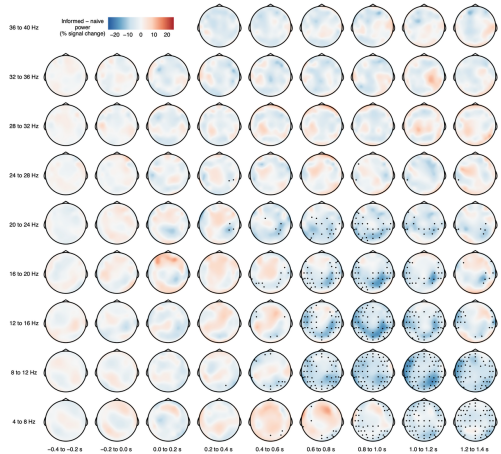 Informed − naive
power
(% signal change)
−20 −10 0 10 20
36 to 40 Hz
32 to 36 Hz
28 to 32 Hz
24 to 28 Hz
20 to 24 Hz
16 to 20 Hz
12 to 16 Hz
8 to 12 Hz
4 to 8 Hz
−0.4 to −0.2 s −0.2 to 0.0 s 0.0 to 0.2 s 0.2 to 0.4 s 0.4 to 0.6 s 0.6 to 0.8 s 0.8 to 1.0 s 1.0 to 1.2 s 1.2 to 1.4 s